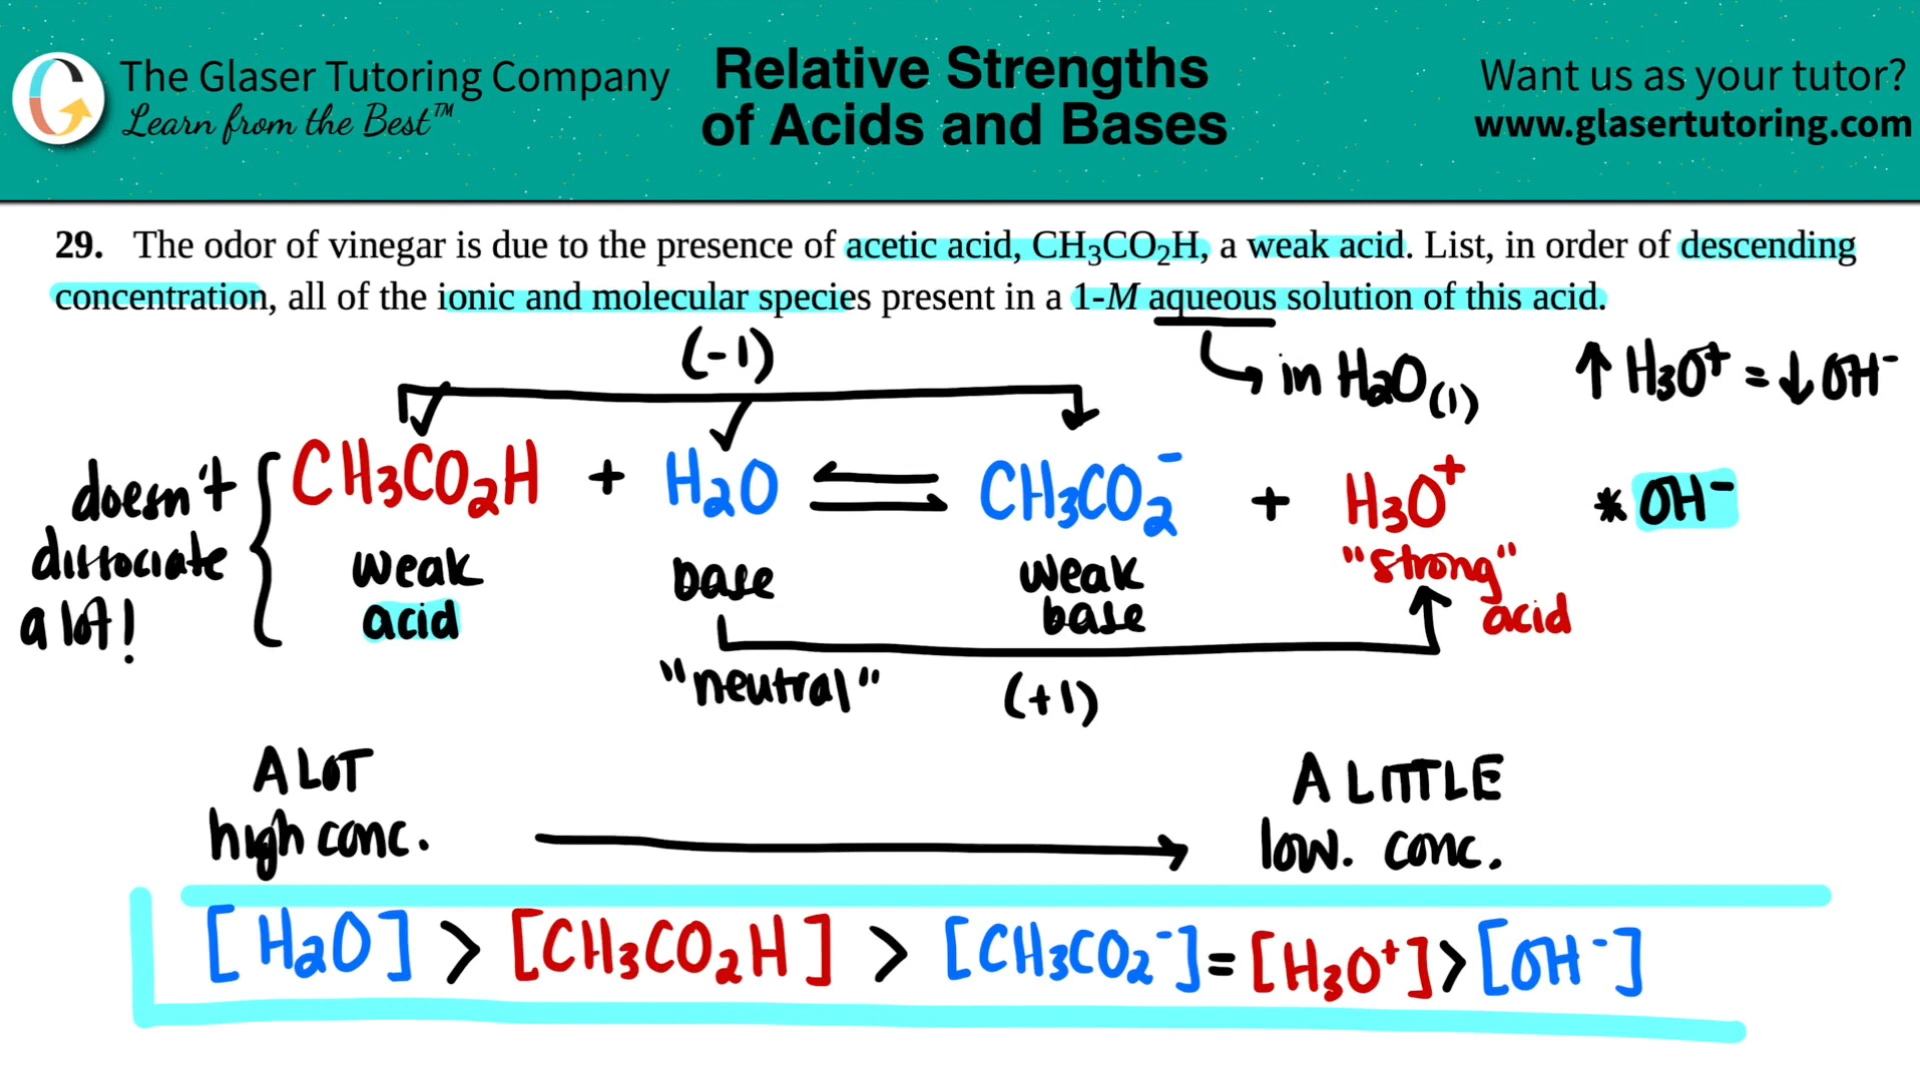 The Glaser Tutoring Company
Learn from the Best™
Relative Strengths
of Acids and Bases
Want us as your tutor?
www.glasertutoring.com
29. The odor of vinegar is due to the presence of acetic acid, CH₃CO₂H, a weak acid. List, in order of descending
concentration, all of the ionic and molecular species present in a 1-M aqueous solution of this acid.
(-1)
in H₂O(l)
↑ H₃O⁺ = ↓ OH⁻
doesn't
dissociate
a lot!
CH₃CO₂H + H₂O ⇌ CH₃CO₂⁻ + H₃O⁺ * OH⁻
weak
acid
base
weak
base
"strong"
acid
"neutral"
(+1)
A LOT
high conc.
A LITTLE
low. conc.
[H₂O] > [CH₃CO₂H] > [CH₃CO₂⁻] = [H₃O⁺] > [OH⁻]